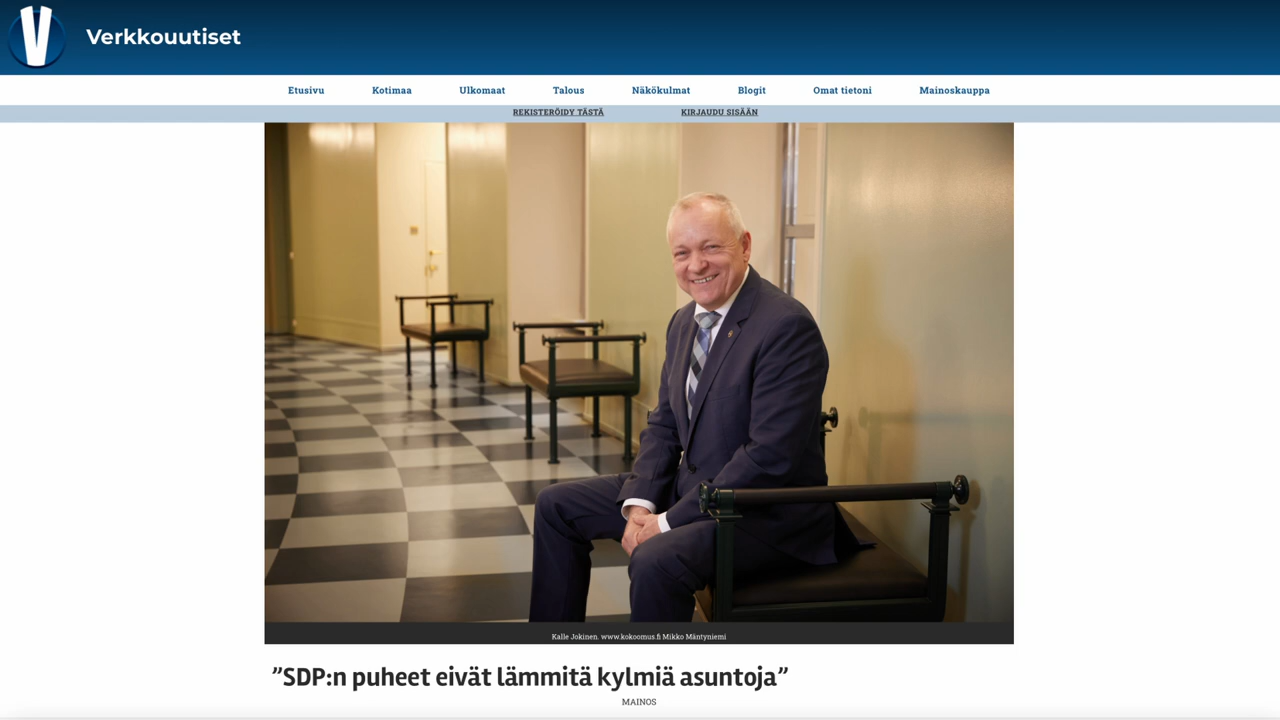 Verkkouutiset
Etusivu Kotimaa Ulkomaat Talous Näkökulmat Blogit Omat tietoni Mainoskauppa
REKISTERÖIDY TÄSTÄ KIRJAUDU SISÄÄN
Kalle Jokinen. www.kokoomus.fi Mikko Mäntyniemi
”SDP:n puheet eivät lämmitä kylmiä asuntoja”
MAINOS